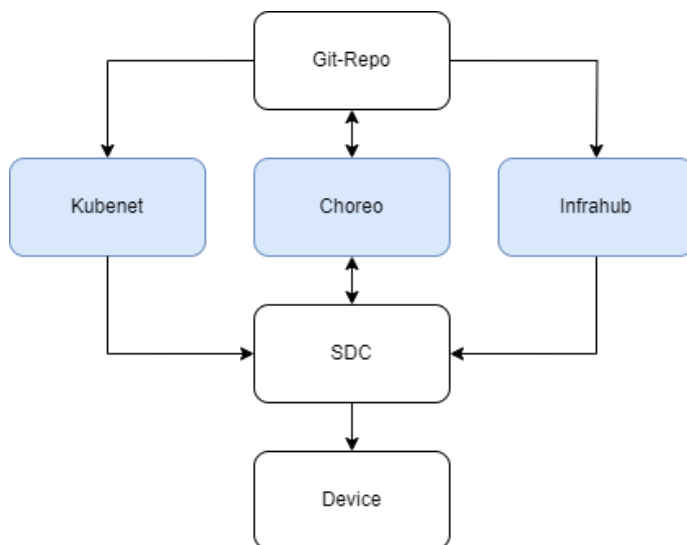 Git-Repo
Kubenet
Choreo
Infrahub
SDC
Device